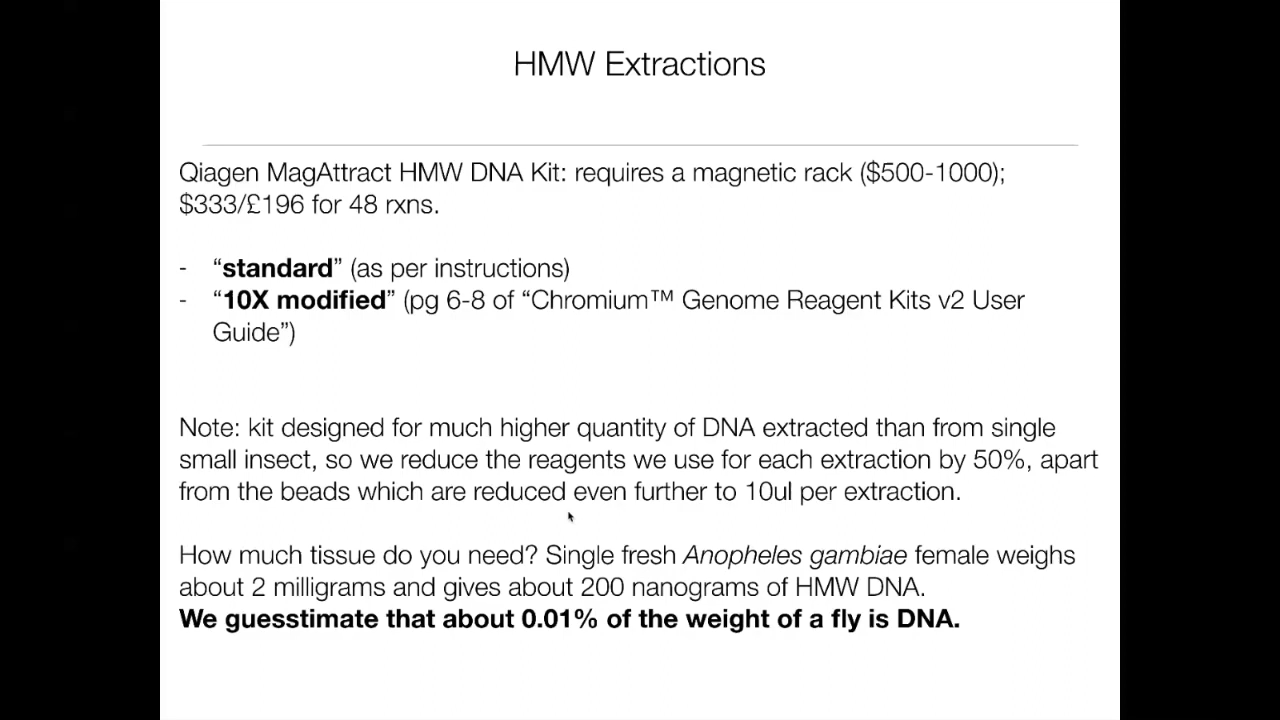 HMW Extractions
Qiagen MagAttract HMW DNA Kit: requires a magnetic rack ($500-1000);
$333/£196 for 48 rxns.
- “standard” (as per instructions)
- “10X modified” (pg 6-8 of “Chromium™ Genome Reagent Kits v2 User
Guide”)
Note: kit designed for much higher quantity of DNA extracted than from single
small insect, so we reduce the reagents we use for each extraction by 50%, apart
from the beads which are reduced even further to 10ul per extraction.
How much tissue do you need? Single fresh Anopheles gambiae female weighs
about 2 milligrams and gives about 200 nanograms of HMW DNA.
We guesstimate that about 0.01% of the weight of a fly is DNA.